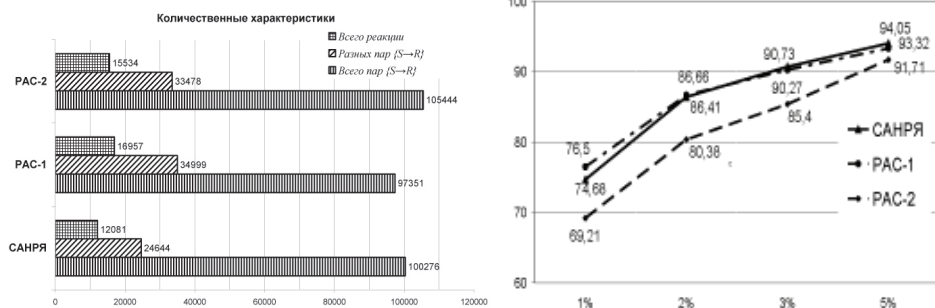 Количественные характеристики
Всего реакции
Разных пар {S→R}
Всего пар {S→R}
РАС-2
15534
33478
105444
РАС-1
16957
34999
97351
САНРЯ
12081
24644
100276
0 20000 40000 60000 80000 100000 120000
100
90
80
70
60
94,05
93,32
91,71
90,73
90,27
85,4
86,66
86,41
80,38
76,5
74,68
69,21
САНРЯ
РАС-1
РАС-2
1% 2% 3% 5%